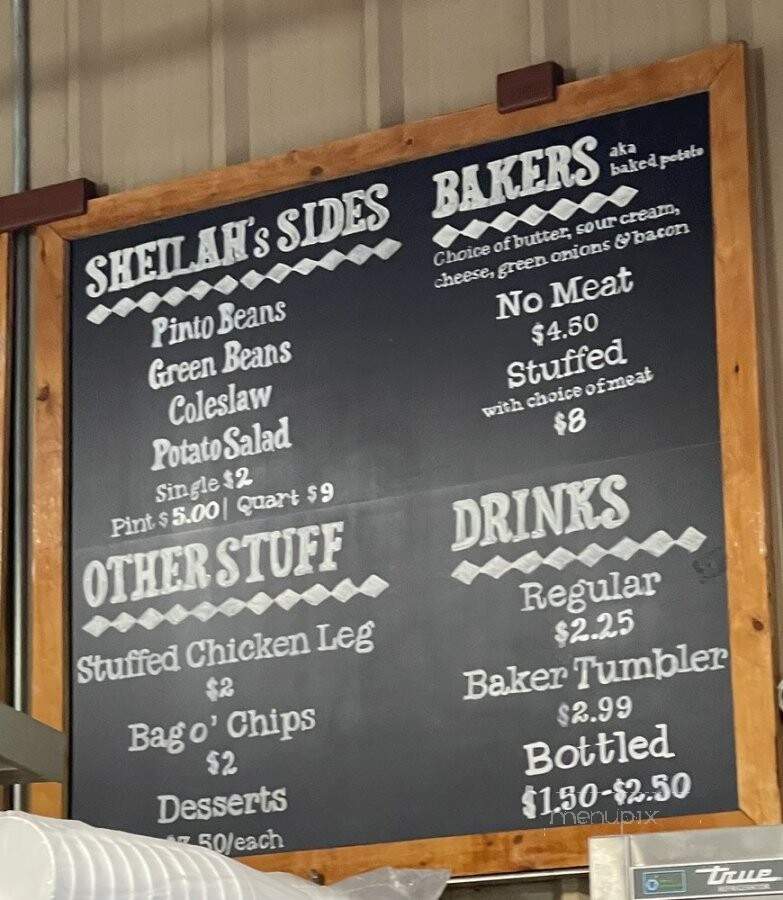 SHEILAH's SIDES
Pinto Beans
Green Beans
Coleslaw
Potato Salad
Single $2
Pint $5.00 | Quart $9
OTHER STUFF
Stuffed Chicken Leg
$2
Bag o' Chips
$2
Desserts
50/each
BAKERS aka
baked potato
Choice of butter, sour cream,
cheese, green onions & bacon
No Meat
$4.50
Stuffed
with choice of meat
$8
DRINKS
Regular
$2.25
Baker Tumbler
$2.99
Bottled
$1.50-$2.50
menupix
true
REFRIGERATION